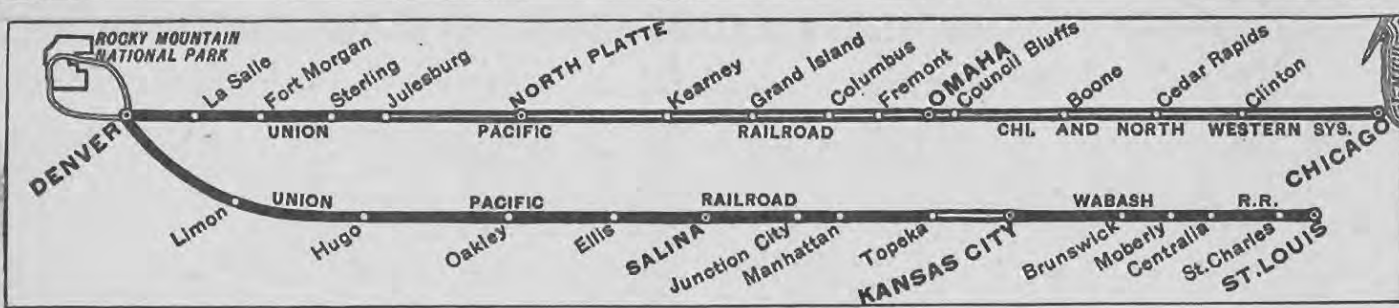 ROCKY MOUNTAIN
NATIONAL PARK
La Salle
Fort Morgan
Sterling
Julesburg
NORTH PLATTE
Kearney
Grand Island
Columbus
Fremont
OMAHA
Council Bluffs
Boone
Cedar Rapids
Clinton
UNION PACIFIC RAILROAD CHI. AND NORTH WESTERN SYS.
DENVER
CHICAGO
UNION PACIFIC RAILROAD WABASH R.R.
Limon
Hugo
Oakley
Ellis
SALINA
Junction City
Manhattan
Topeka
KANSAS CITY
Brunswick
Moberly
Centralia
St. Charles
ST. LOUIS